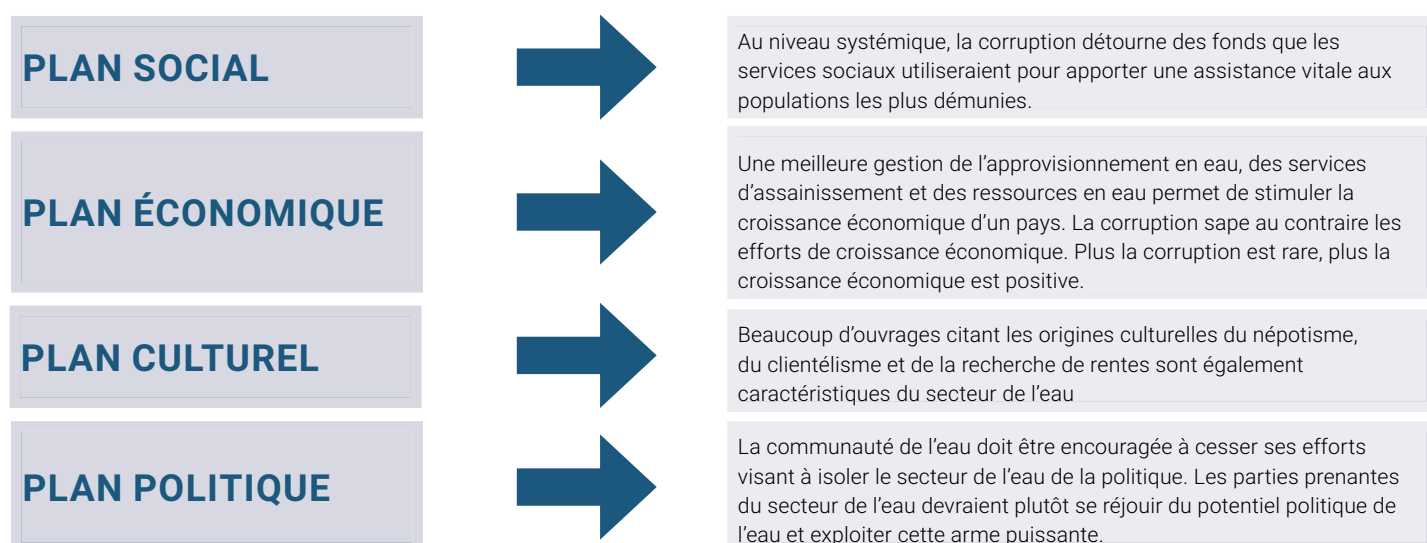 PLAN SOCIAL
Au niveau systémique, la corruption détourne des fonds que les
services sociaux utiliseraient pour apporter une assistance vitale aux
populations les plus démunies.
PLAN ÉCONOMIQUE
Une meilleure gestion de l’approvisionnement en eau, des services
d’assainissement et des ressources en eau permet de stimuler la
croissance économique d’un pays. La corruption sape au contraire les
efforts de croissance économique. Plus la corruption est rare, plus la
croissance économique est positive.
PLAN CULTUREL
Beaucoup d’ouvrages citant les origines culturelles du népotisme,
du clientélisme et de la recherche de rentes sont également
caractéristiques du secteur de l’eau
PLAN POLITIQUE
La communauté de l’eau doit être encouragée à cesser ses efforts
visant à isoler le secteur de l’eau de la politique. Les parties prenantes
du secteur de l’eau devraient plutôt se réjouir du potentiel politique de
l’eau et exploiter cette arme puissante.